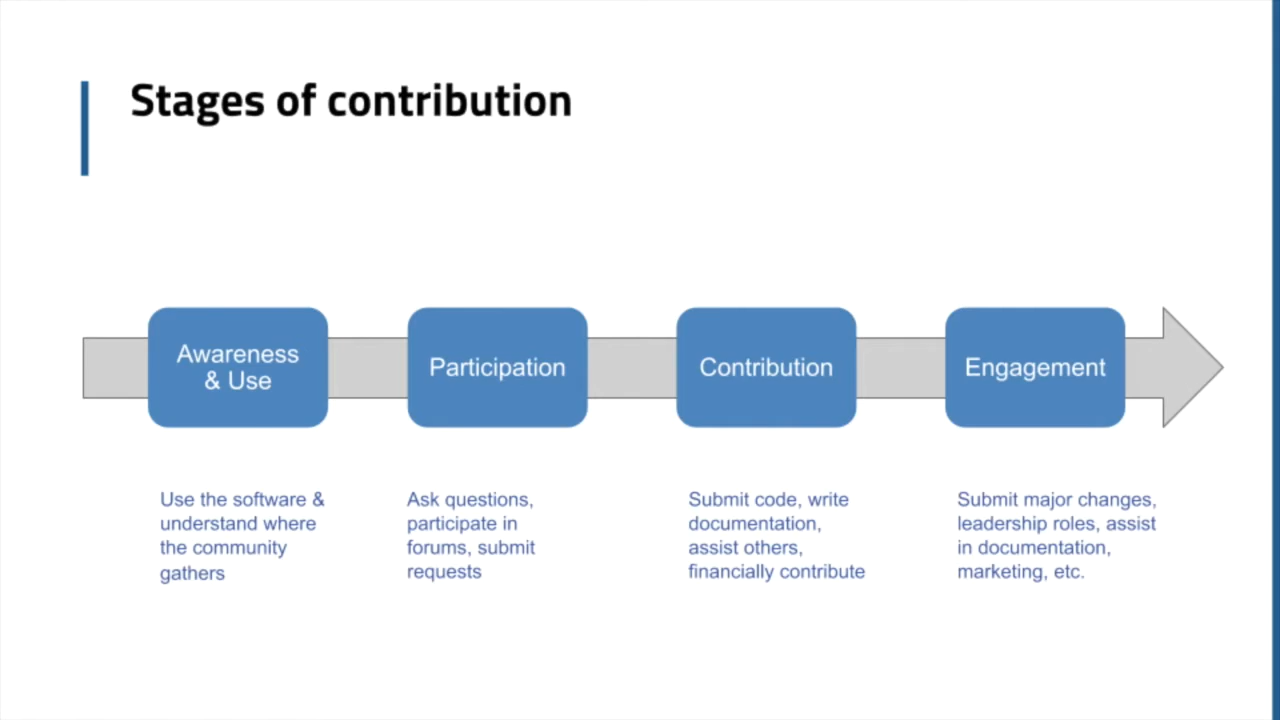 Stages of contribution
Awareness
& Use
Participation
Contribution
Engagement
Use the software &
understand where
the community
gathers
Ask questions,
participate in
forums, submit
requests
Submit code, write
documentation,
assist others,
financially contribute
Submit major changes,
leadership roles, assist
in documentation,
marketing, etc.